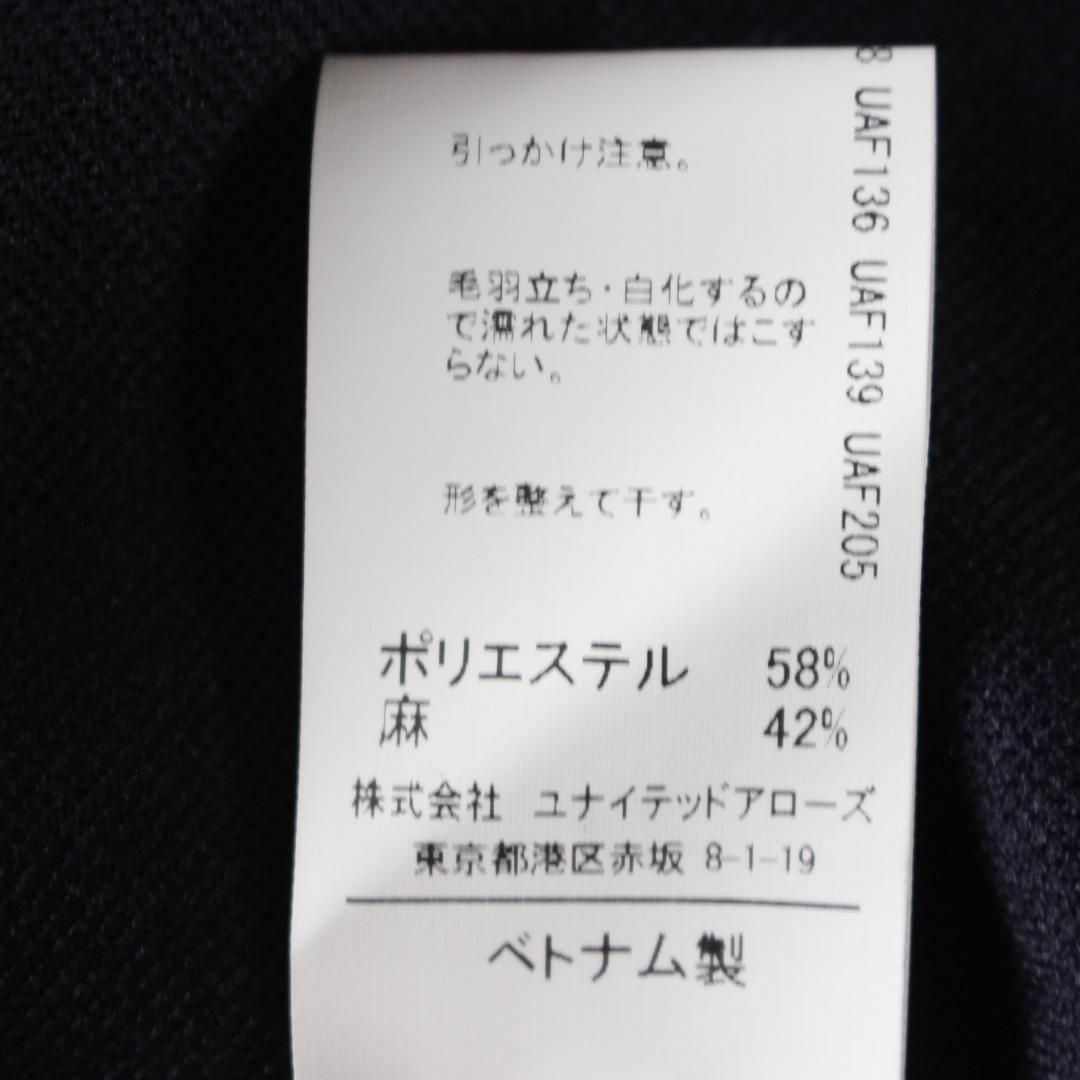 引っかけ注意。
毛羽立ち・白化するの
で濡れた状態ではこす
らない。
形を整えて干す。
ポリエステル 58%
麻 42%
株式会社 ユナイテッドアローズ
東京都港区赤坂 8-1-19
ベトナム製
8 UAF136 UAF139 UAF205